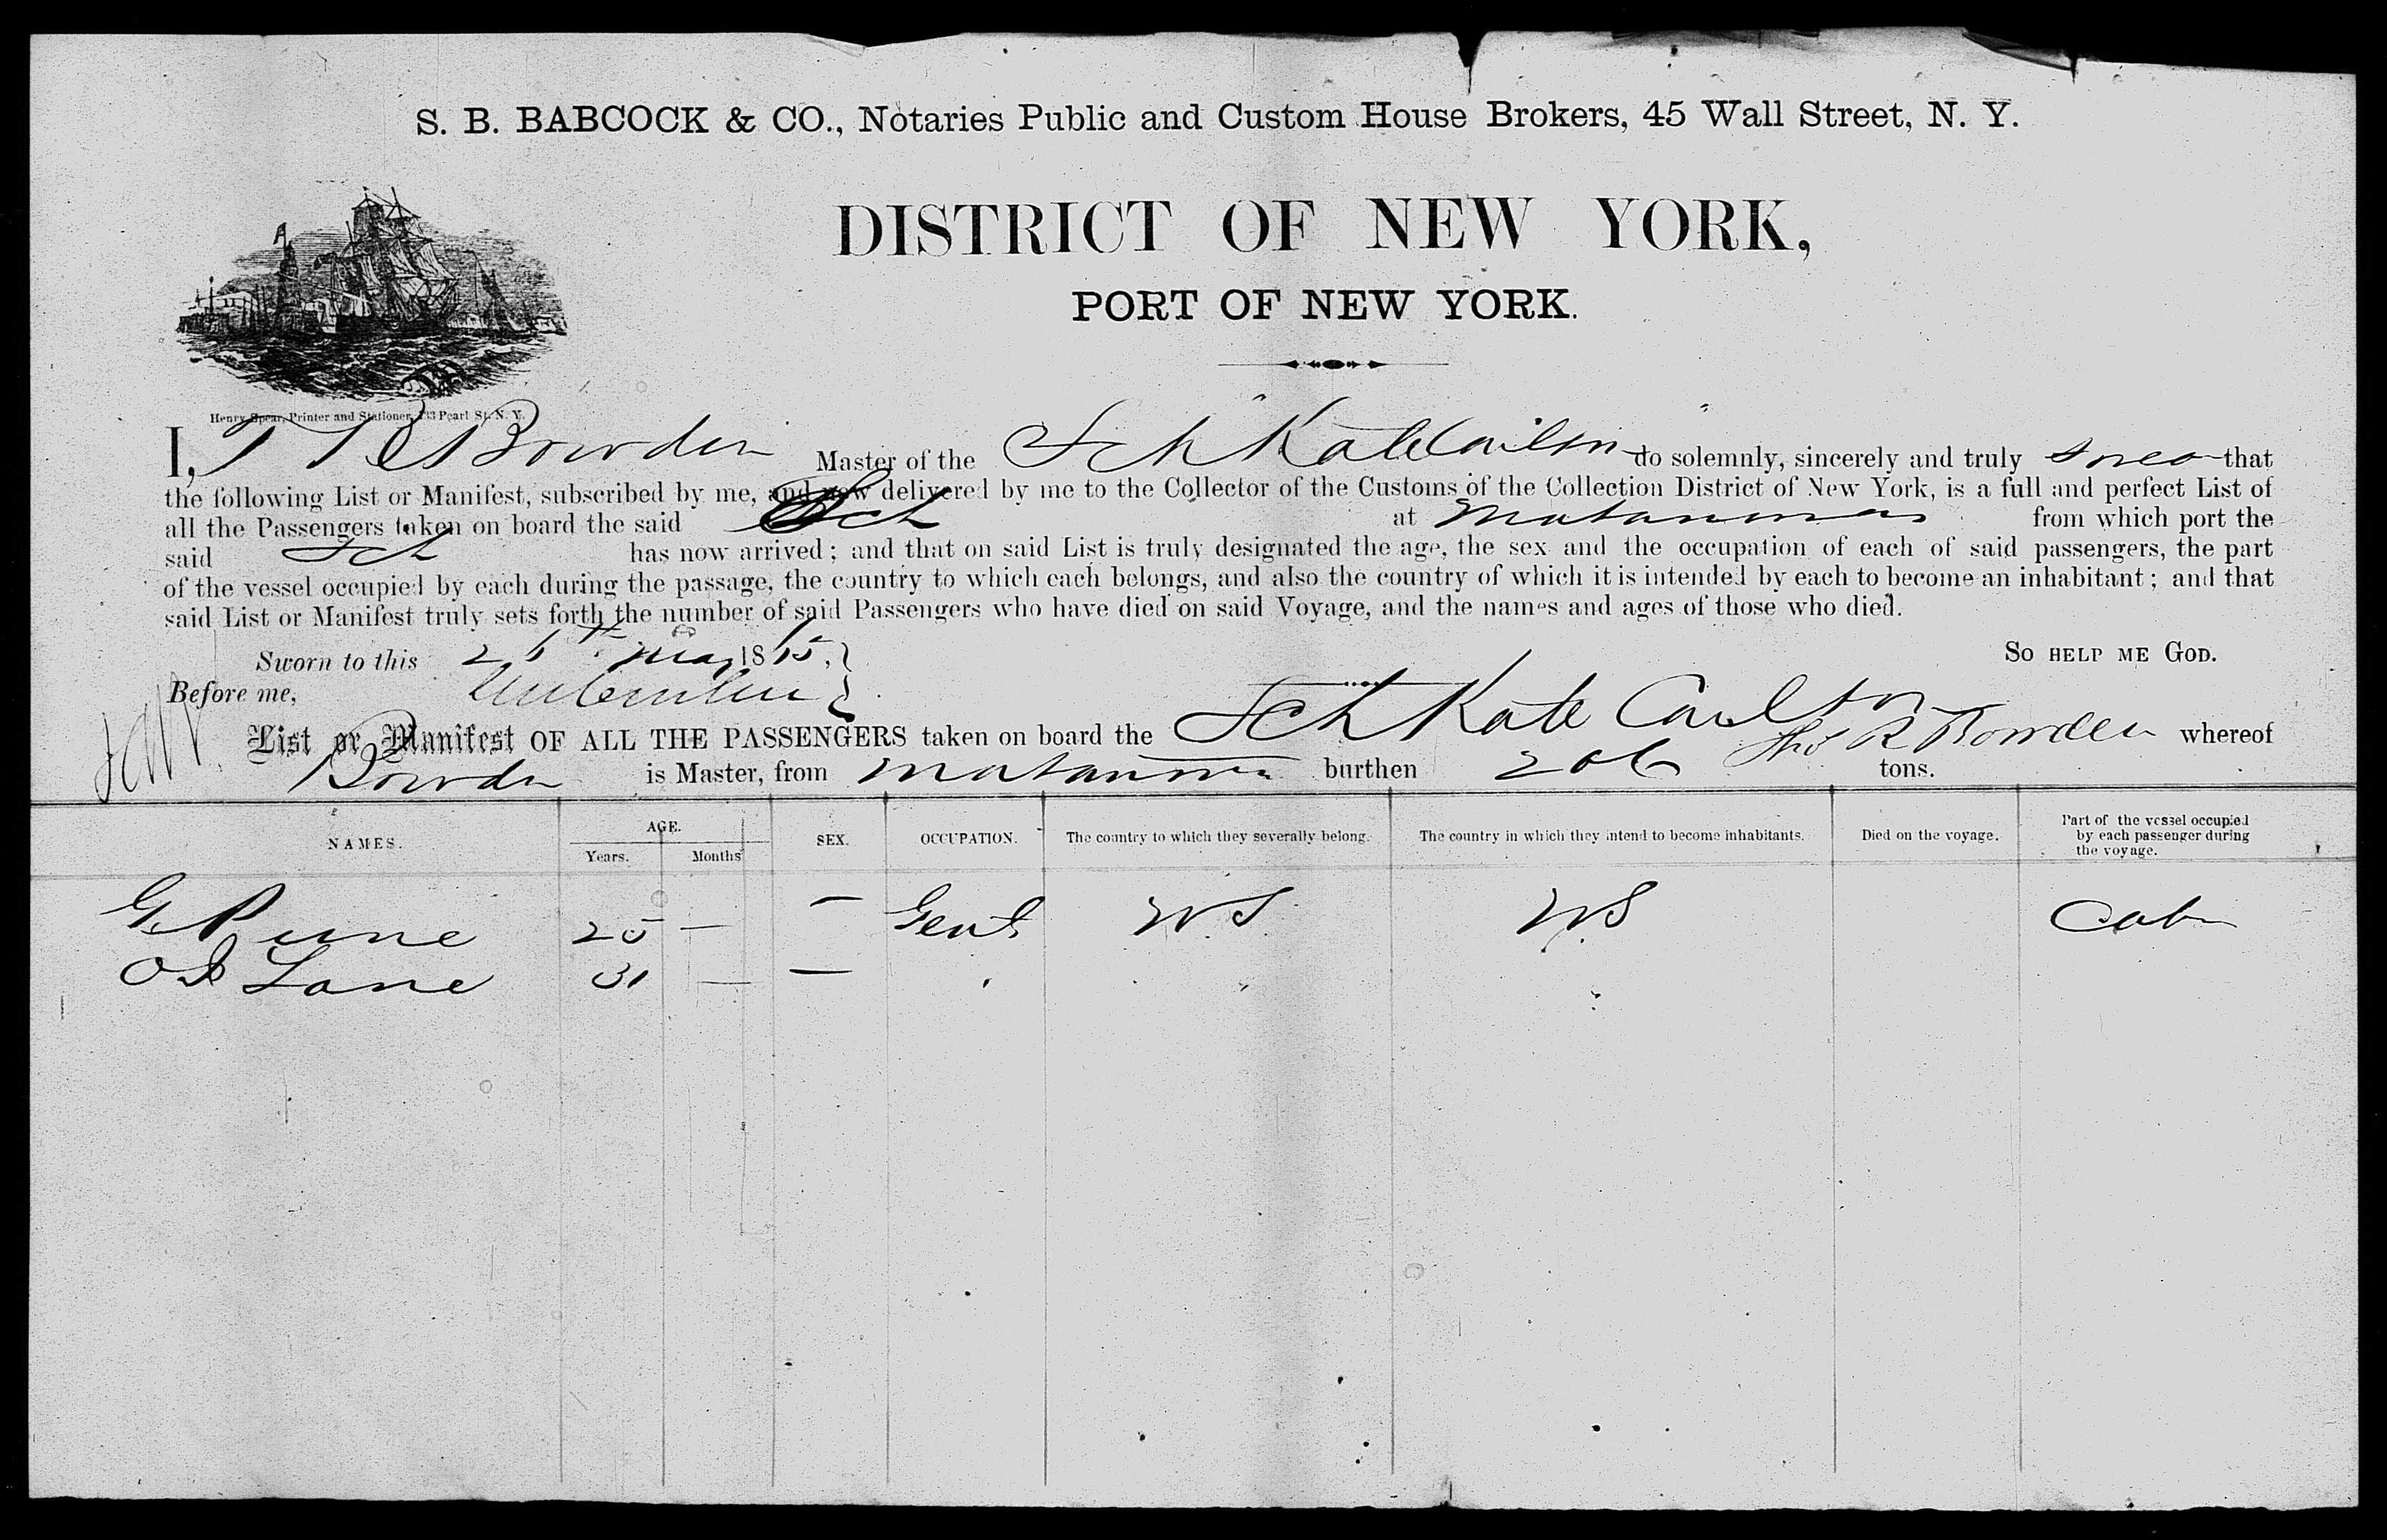 S. B. BABCOCK & CO., Notaries Public and Custom House Brokers, 45 Wall Street, N. Y.
DISTRICT OF NEW YORK,
PORT OF NEW YORK.
Henry Spear, Printer and Stationer, 133 Pearl St. N. Y.
I, Bowden Master of the Sch Kate Carlton do solemnly, sincerely and truly that
the following List or Manifest, subscribed by me, and now delivered by me to the Collector of the Customs of the Collection District of New York, is a full and perfect List of
all the Passengers taken on board the said Sch at Matanzas from which port the
said Sch has now arrived; and that on said List is truly designated the age, the sex and the occupation of each of said passengers, the part
of the vessel occupied by each during the passage, the country to which each belongs, and also the country of which it is intended by each to become an inhabitant; and that
said List or Manifest truly sets forth the number of said Passengers who have died on said Voyage, and the names and ages of those who died.
Sworn to this May 1865, SO HELP ME GOD.
Before me,
List or Manifest OF ALL THE PASSENGERS taken on board the Sch Kate Carlton whereof
Thos R Bowden
Bowden is Master, from Matanzas burthen 206 tons.
NAMES. AGE. SEX. OCCUPATION. The country to which they severally belong. The country in which they intend to become inhabitants. Died on the voyage. Part of the vessel occupied by each passenger during the voyage.
Years. Months
G. 25 — — Gent U.S. U.S. Cabin
Lane 31 — —